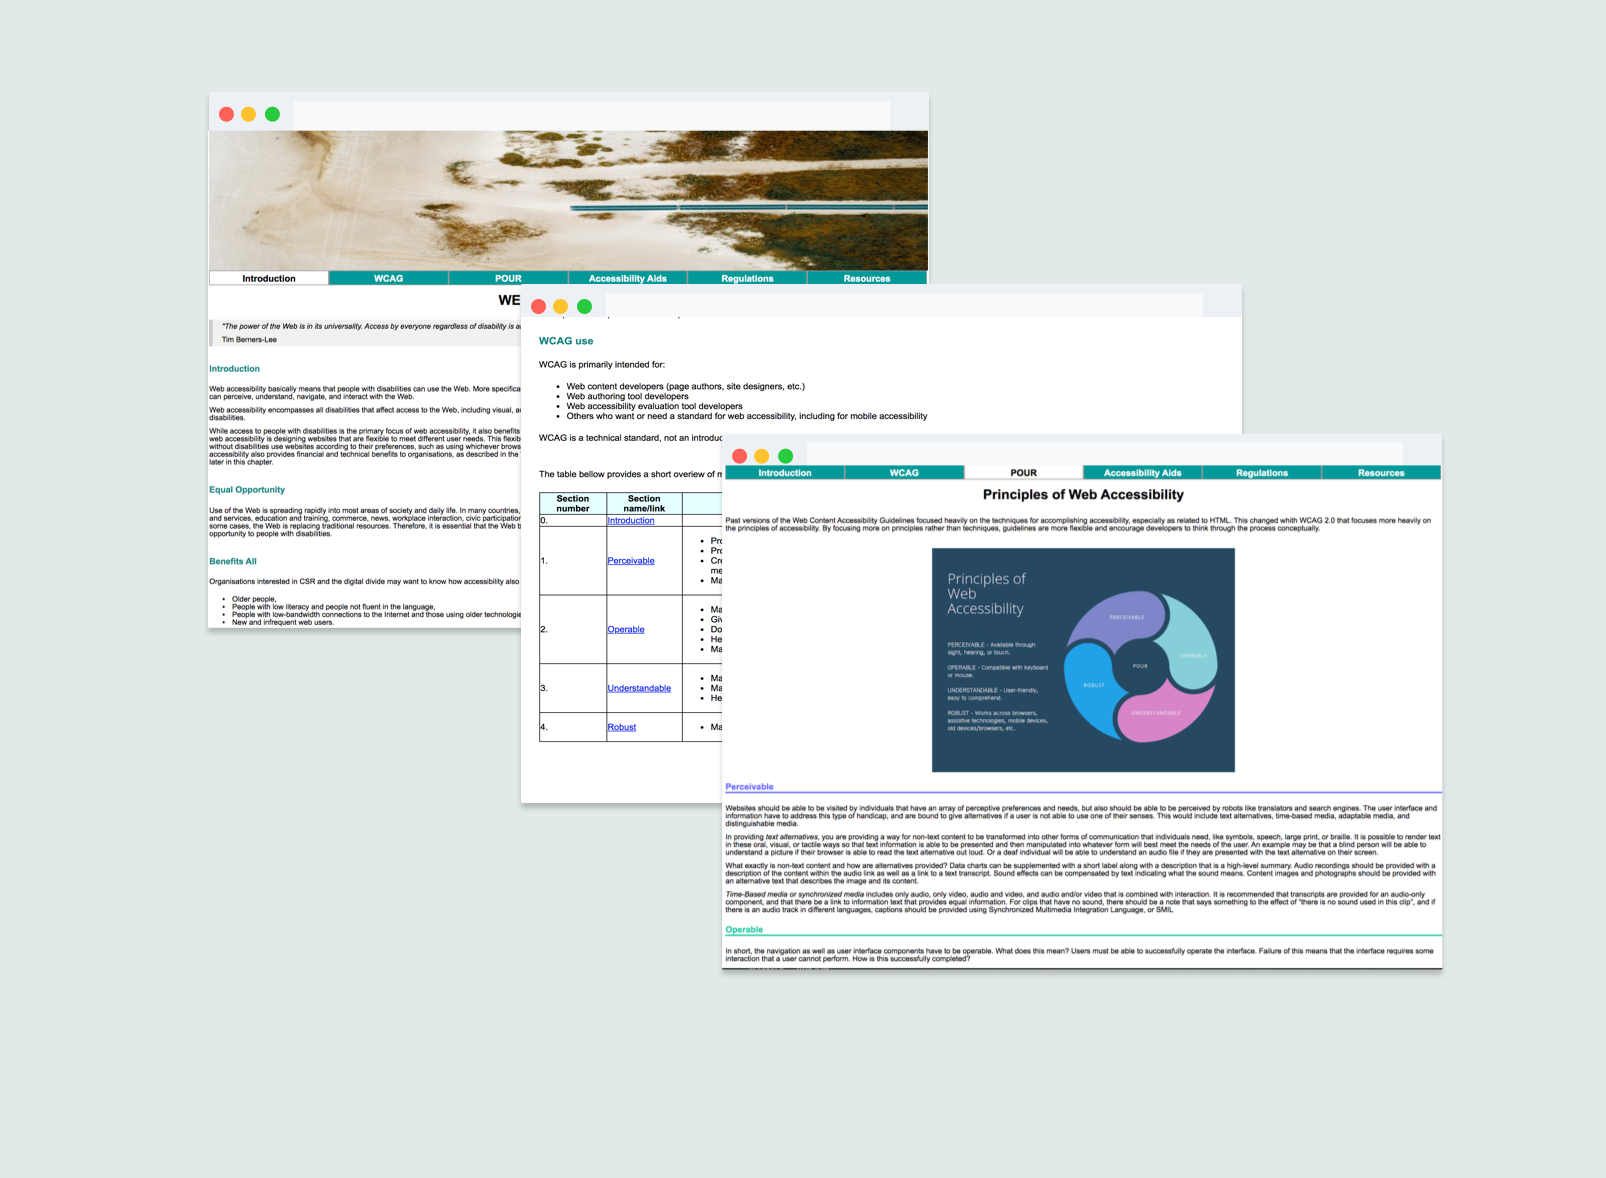 Introduction
WCAG
POUR
Accessibility Aids
Regulations
Resources
WE
"The power of the Web is in its universality. Access by everyone regardless of disability is a
Tim Berners-Lee
Introduction
Web accessibility basically means that people with disabilities can use the Web. More specifica
can perceive, understand, navigate, and interact with the Web.
Web accessibility encompasses all disabilities that affect access to the Web, including visual, a
disabilities.
While access to people with disabilities is the primary focus of web accessibility, it also benefits
web accessibility is designing websites that are flexible to meet different user needs. This flexib
without disabilities use websites according to their preferences, such as using whichever brows
accessibility also provides financial and technical benefits to organisations, as described in the
later in this chapter.
Equal Opportunity
Use of the Web is spreading rapidly into most areas of society and daily life. In many countries,
and services, education and training, commerce, news, workplace interaction, civic participation
some cases, the Web is replacing traditional resources. Therefore, it is essential that the Web b
opportunity to people with disabilities.
Benefits All
Organisations interested in CSR and the digital divide may want to know how accessibility also
• Older people,
• People with low literacy and people not fluent in the language,
• People with low-bandwidth connections to the Internet and those using older technologie
• New and infrequent web users.
WCAG use
WCAG is primarily intended for:
• Web content developers (page authors, site designers, etc.)
• Web authoring tool developers
• Web accessibility evaluation tool developers
• Others who want or need a standard for web accessibility, including for mobile accessibility
WCAG is a technical standard, not an introduc
The table bellow provides a short overiew of m
Section number
Section name/link
0.
Introduction
1.
Perceivable
• Pro
• Pro
• Cre
me
• Ma
2.
Operable
• Ma
• Giv
• Do
• He
• Ma
3.
Understandable
• Ma
• Ma
• He
4.
Robust
• Ma
Introduction
WCAG
POUR
Accessibility Aids
Regulations
Resources
Principles of Web Accessibility
Past versions of the Web Content Accessibility Guidelines focused heavily on the techniques for accomplishing accessibility, especially as related to HTML. This changed whith WCAG 2.0 that focuses more heavily on
the principles of accessibility. By focusing more on principles rather than techniques, guidelines are more flexible and encourage developers to think through the process conceptually.
Principles of
Web
Accessibility
PERCEIVABLE - Available through
sight, hearing, or touch.
OPERABLE - Compatible with keyboard
or mouse.
UNDERSTANDABLE - User-friendly,
easy to comprehend.
ROBUST - Works across browsers,
assistive technologies, mobile devices,
old devices/browsers, etc.
PERCEIVABLE
OPERABLE
POUR
ROBUST
UNDERSTANDABLE
Perceivable
Websites should be able to be visited by individuals that have an array of perceptive preferences and needs, but also should be able to be perceived by robots like translators and search engines. The user interface and
information have to address this type of handicap, and are bound to give alternatives if a user is not able to use one of their senses. This would include text alternatives, time-based media, adaptable media, and
distinguishable media.
In providing text alternatives, you are providing a way for non-text content to be transformed into other forms of communication that individuals need, like symbols, speech, large print, or braille. It is possible to render text
in these oral, visual, or tactile ways so that text information is able to be presented and then manipulated into whatever form will best meet the needs of the user. An example may be that a blind person will be able to
understand a picture if their browser is able to read the text alternative out loud. Or a deaf individual will be able to understand an audio file if they are presented with the text alternative on their screen.
What exactly is non-text content and how are alternatives provided? Data charts can be supplemented with a short label along with a description that is a high-level summary. Audio recordings should be provided with a
description of the content within the audio link as well as a link to a text transcript. Sound effects can be compensated by text indicating what the sound means. Content images and photographs should be provided with
an alternative text that describes the image and its content.
Time-Based media or synchronized media includes only audio, only video, audio and video, and audio and/or video that is combined with interaction. It is recommended that transcripts are provided for an audio-only
component, and that there be a link to information text that provides equal information. For clips that have no sound, there should be a note that says something to the effect of "there is no sound used in this clip", and if
there is an audio track in different languages, captions should be provided using Synchronized Multimedia Integration Language, or SMIL
Operable
In short, the navigation as well as user interface components have to be operable. What does this mean? Users must be able to successfully operate the interface. Failure of this means that the interface requires some
interaction that a user cannot perform. How is this successfully completed?